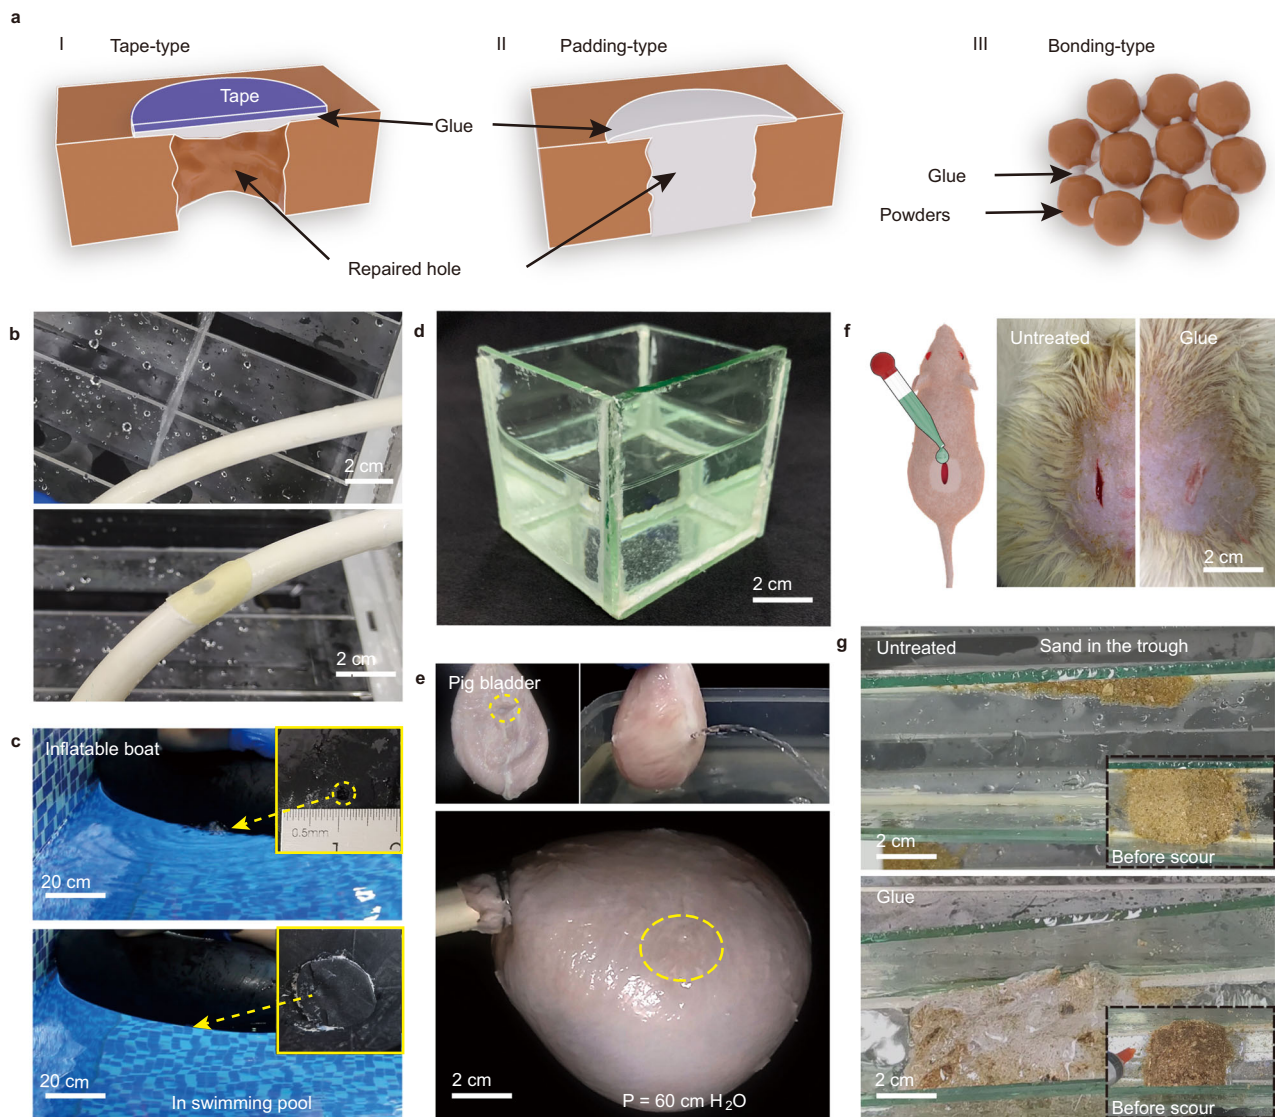 a
I Tape-type
II Padding-type
III Bonding-type
Tape
Glue
Glue
Powders
Repaired hole
b
2 cm
2 cm
c
Inflatable boat
0.5mm
1
0
20 cm
20 cm
In swimming pool
d
2 cm
e
Pig bladder
2 cm
P = 60 cm H₂O
f
Untreated
Glue
2 cm
g
Untreated
Sand in the trough
2 cm
Before scour
Glue
2 cm
Before scour